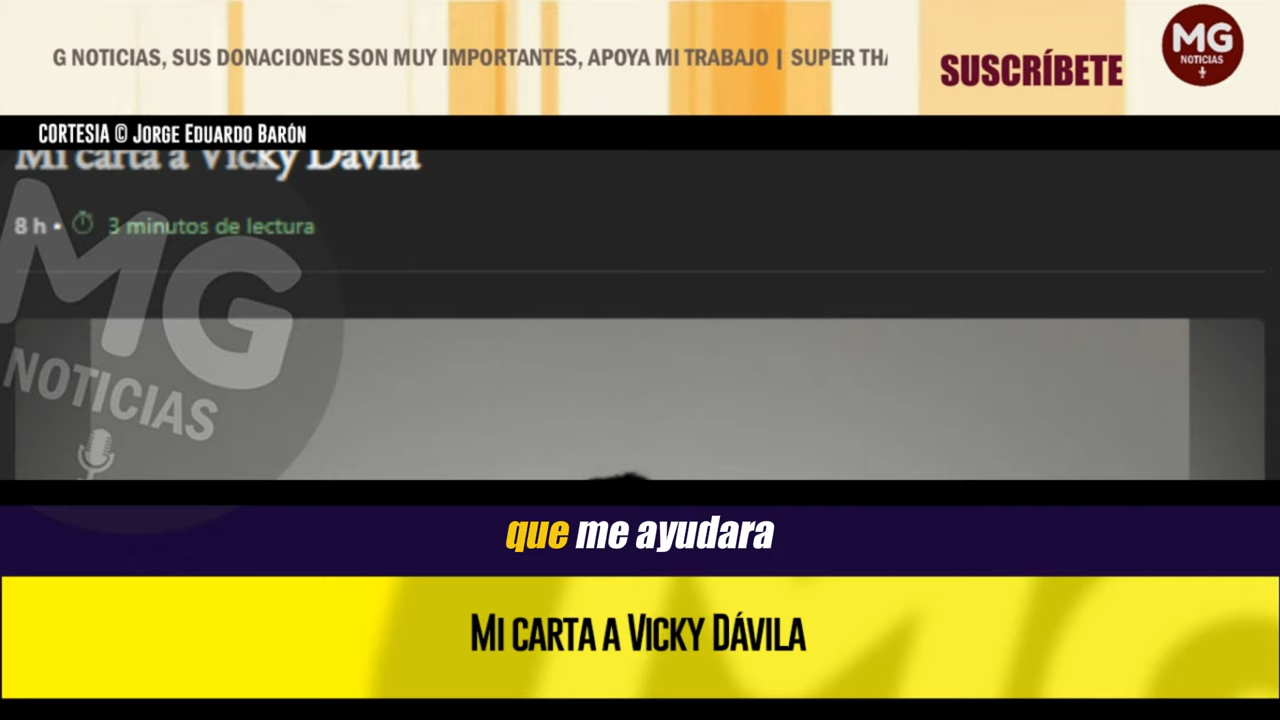 G NOTICIAS, SUS DONACIONES SON MUY IMPORTANTES, APOYA MI TRABAJO | SUPER
SUSCRÍBETE
MG
NOTICIAS
CORTESIA © JORGE EDUARDO BARÓN
Mi carta a Vicky Dávila
8 h • 3 minutos de lectura
MG
NOTICIAS
que me ayudara
MI CARTA A VICKY DÁVILA